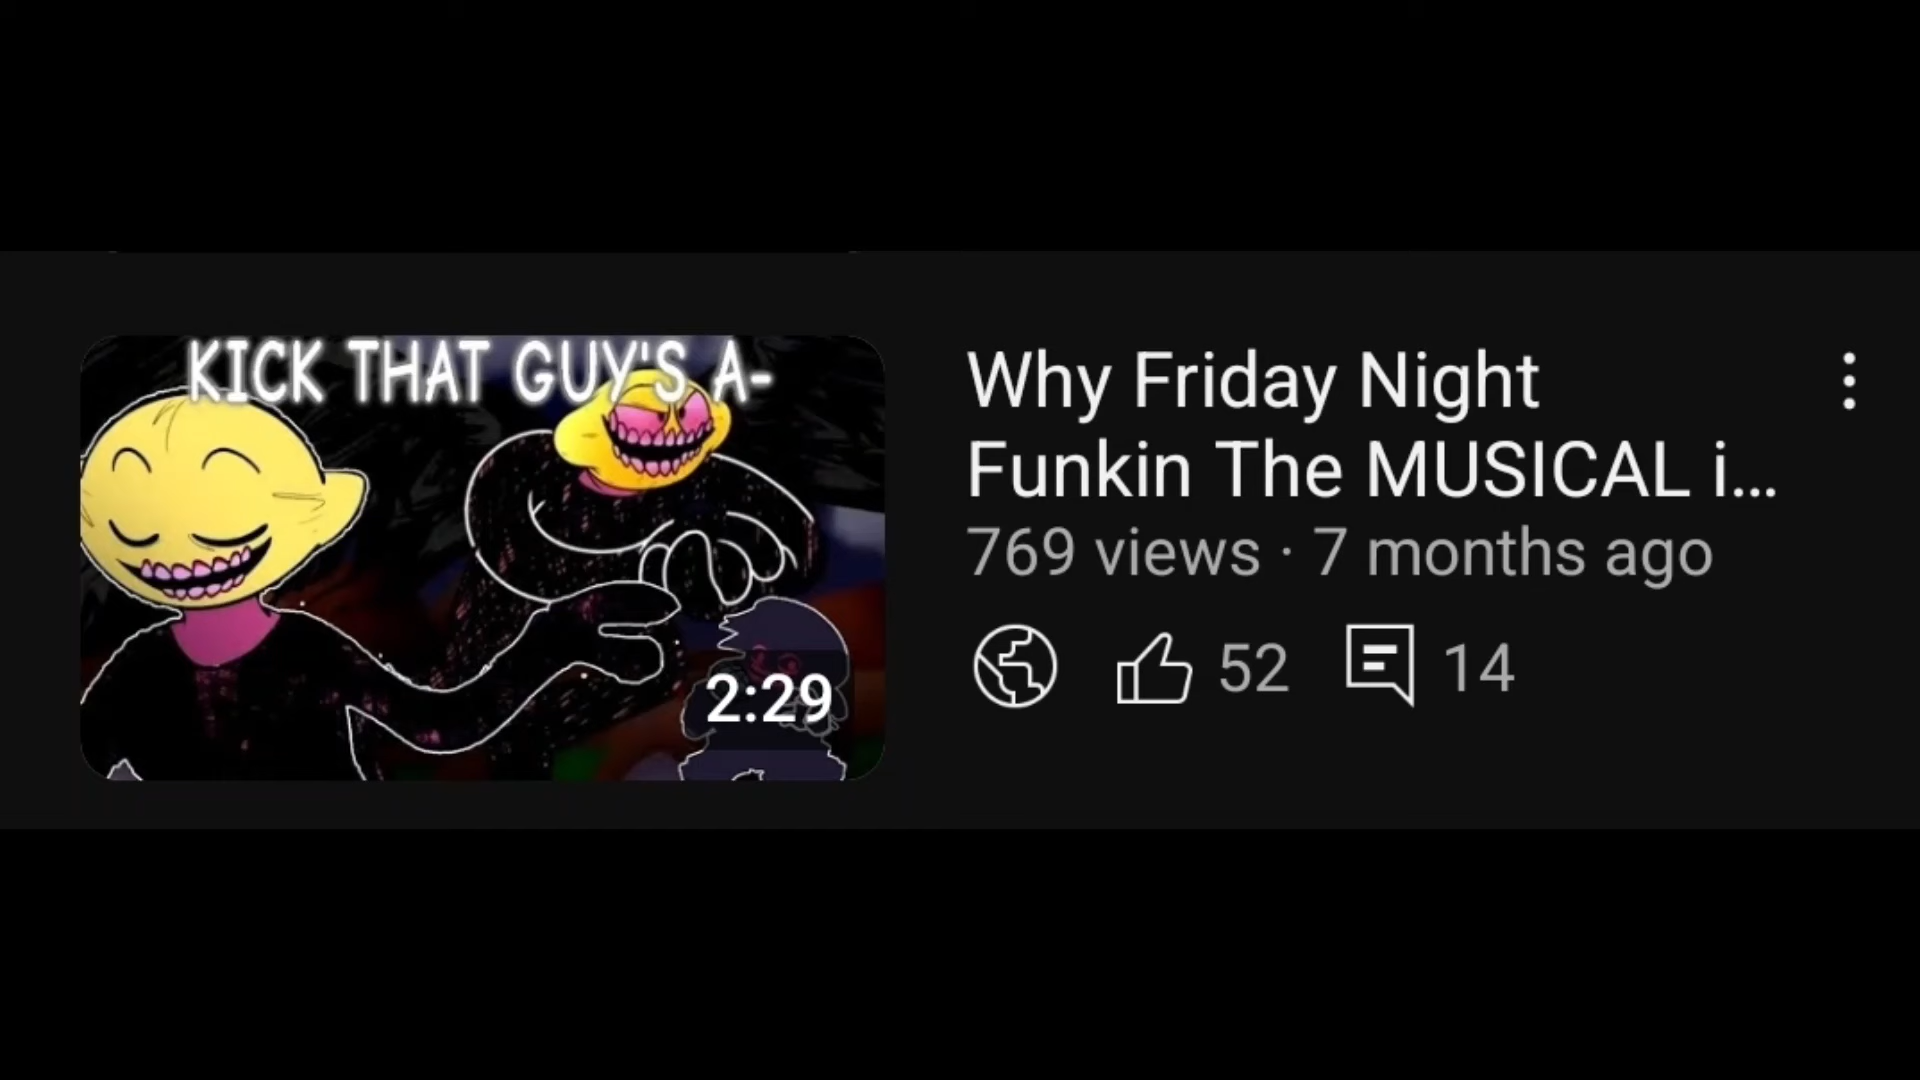 KICK THAT GUY'S A-
2:29
Why Friday Night
Funkin The MUSICAL i...
769 views · 7 months ago
52 14